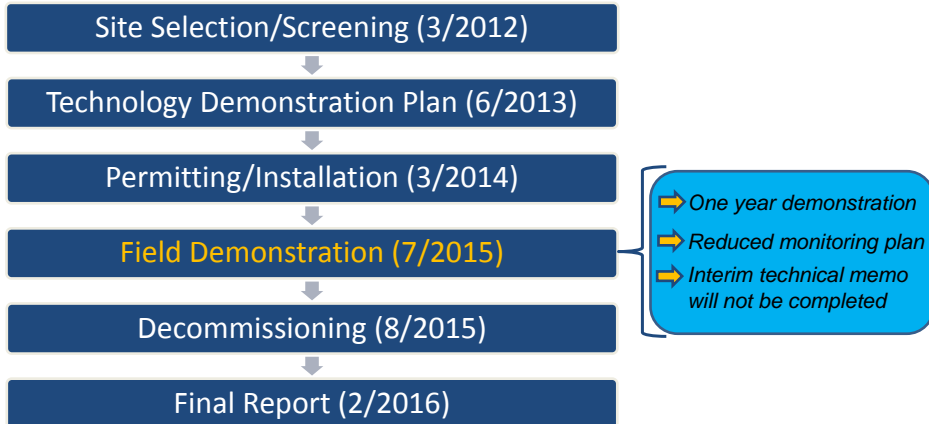 Site Selection/Screening (3/2012)
Technology Demonstration Plan (6/2013)
Permitting/Installation (3/2014)
Field Demonstration (7/2015)
Decommissioning (8/2015)
Final Report (2/2016)
One year demonstration
Reduced monitoring plan
Interim technical memo
will not be completed